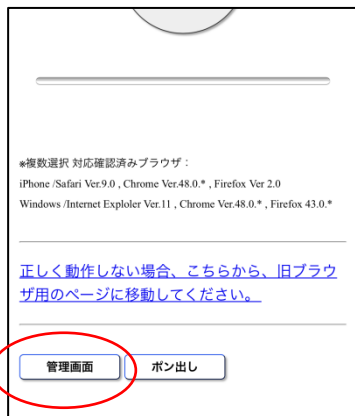 *複数選択 対応確認済みブラウザ：
iPhone /Safari Ver.9.0 , Chrome Ver.48.0.* , Firefox Ver 2.0
Windows /Internet Exploler Ver.11 , Chrome Ver.48.0.* , Firefox 43.0.*
正しく動作しない場合、こちらから、旧ブラウ
ザ用のページに移動してください。
管理画面 ポン出し